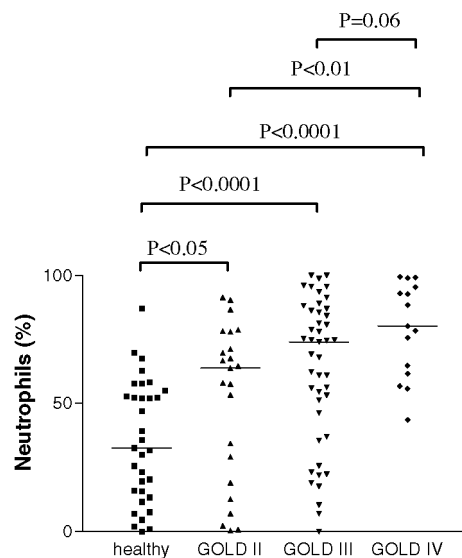 P=0.06
P<0.01
P<0.0001
P<0.0001
P<0.05
100
50
0
Neutrophils (%)
healthy GOLD II GOLD III GOLD IV